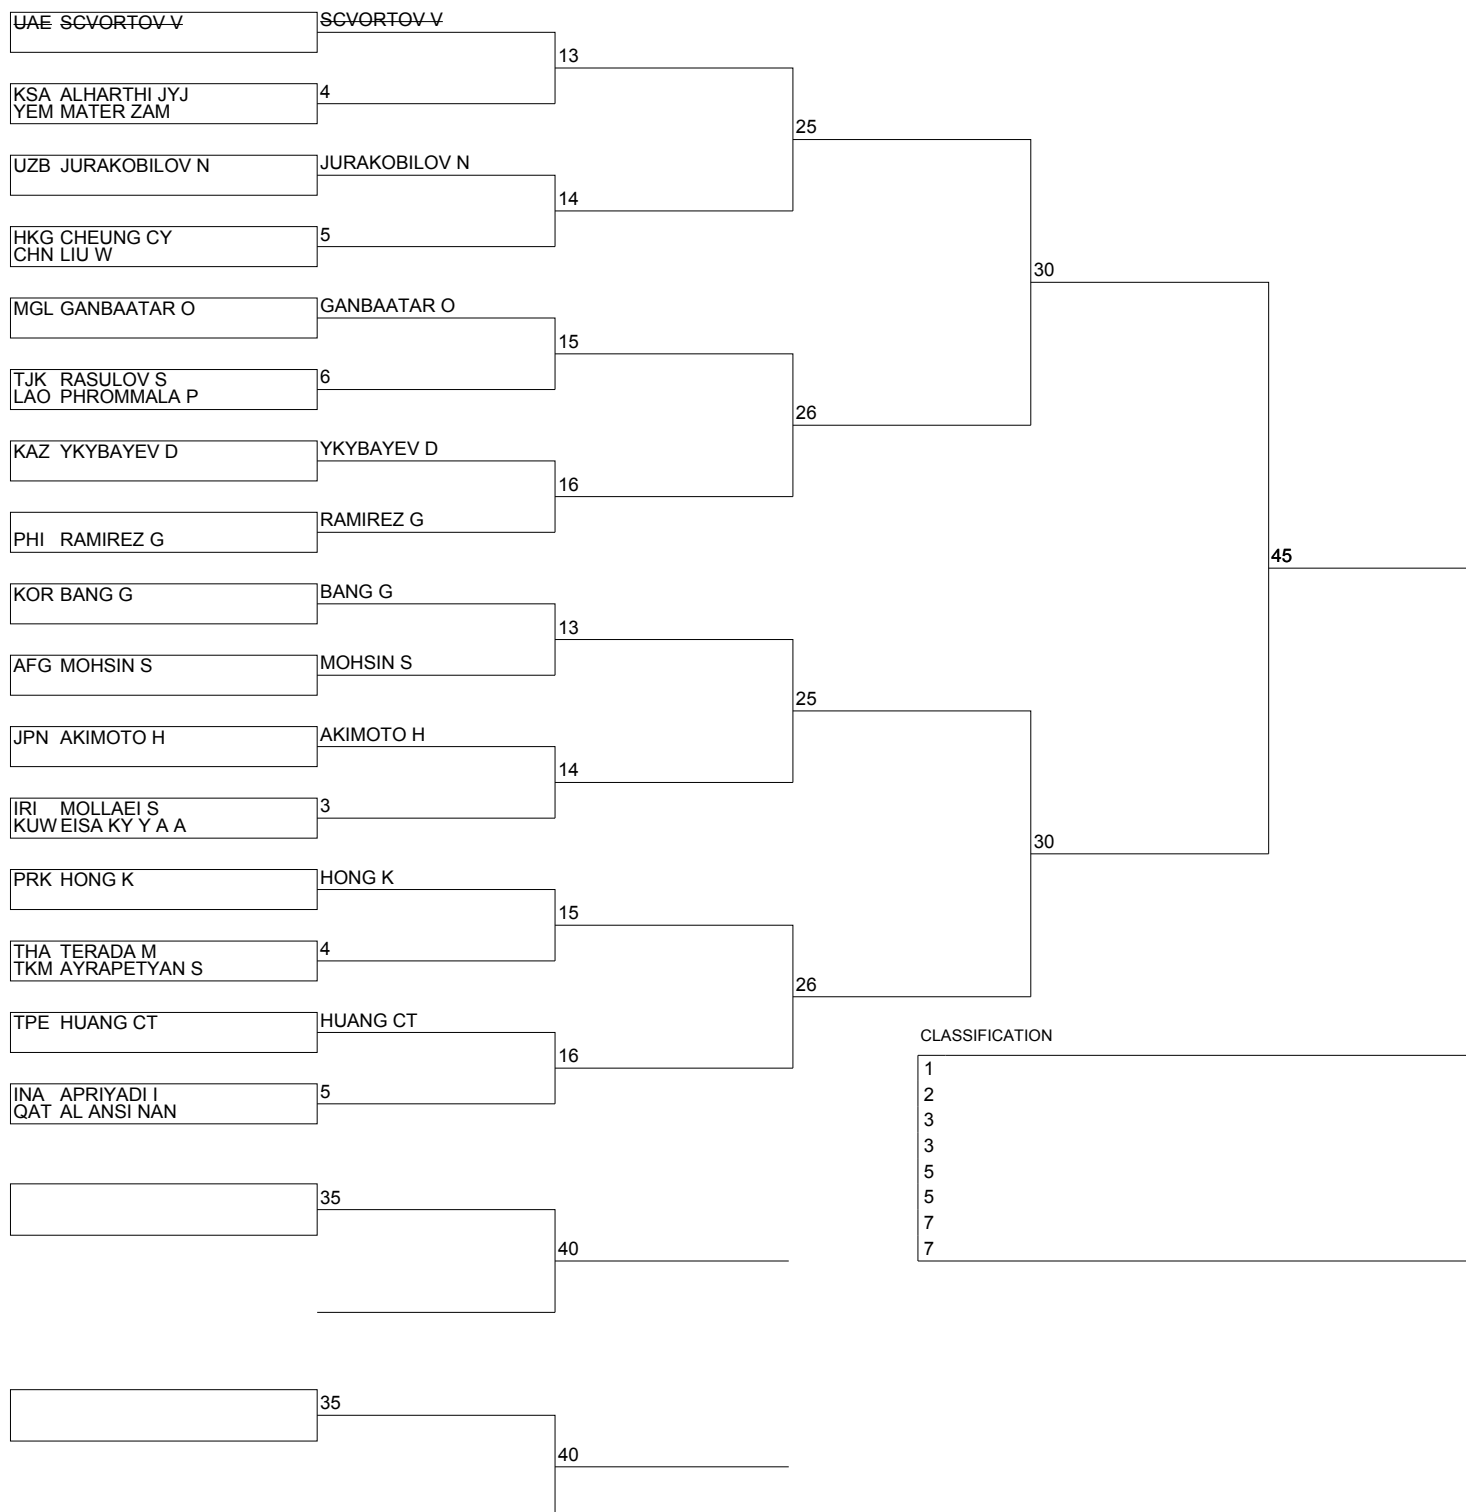 UAE SCVORTOV V
SCVORTOV V
13
KSA ALHARTHI JYJ
YEM MATER ZAM
4
25
UZB JURAKOBILOV N
JURAKOBILOV N
14
HKG CHEUNG CY
CHN LIU W
5
30
MGL GANBAATAR O
GANBAATAR O
15
TJK RASULOV S
LAO PHROMMALA P
6
26
KAZ YKYBAYEV D
YKYBAYEV D
16
PHI RAMIREZ G
RAMIREZ G
45
KOR BANG G
BANG G
13
AFG MOHSIN S
MOHSIN S
25
JPN AKIMOTO H
AKIMOTO H
14
IRI MOLLAEI S
KUW EISA KY Y A A
3
30
PRK HONG K
HONG K
15
THA TERADA M
TKM AYRAPETYAN S
4
26
TPE HUANG CT
HUANG CT
16
INA APRIYADI I
QAT AL ANSI NAN
5
CLASSIFICATION
1
2
3
3
5
5
7
7
35
40
35
40